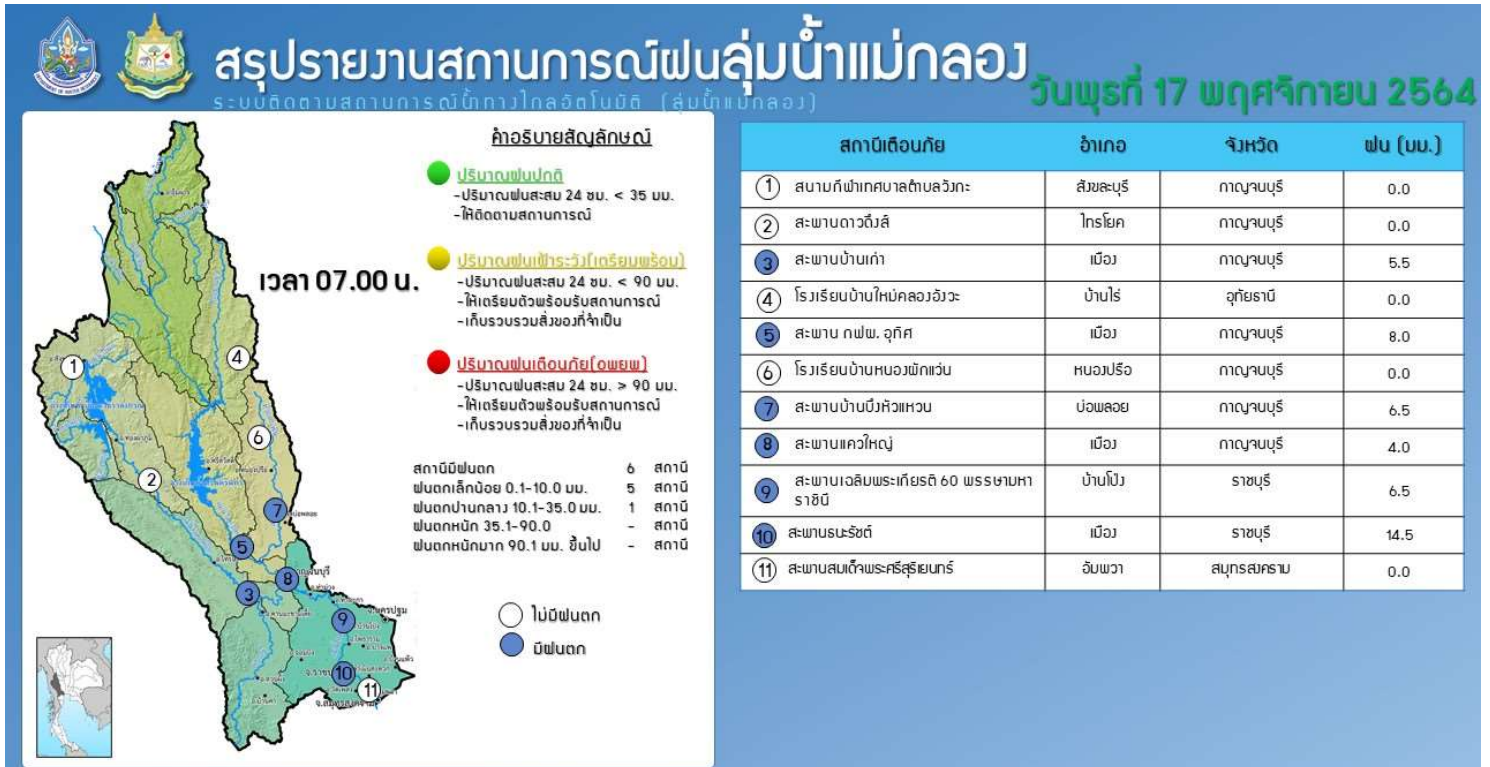 สรุปรายงานสถานการณ์ฝนลุ่มน้ำแม่กลอง
ระบบติดตามสถานการณ์น้ำทางไกลอัตโนมัติ (ลุ่มน้ำแม่กลอง)
วันพุธที่ 17 พฤศจิกายน 2564
คำอธิบายสัญลักษณ์
ปริมาณฝนปกติ
-ปริมาณฝนสะสม 24 ชม. < 35 มม.
-ให้ติดตามสถานการณ์
เวลา 07.00 น.
ปริมาณฝนเฝ้าระวัง(เตรียมพร้อม)
-ปริมาณฝนสะสม 24 ชม. < 90 มม.
-ให้เตรียมตัวพร้อมรับสถานการณ์
-เก็บรวบรวมสิ่งของที่จำเป็น
ปริมาณฝนเตือนภัย(อพยพ)
-ปริมาณฝนสะสม 24 ชม. > 90 มม.
-ให้เตรียมตัวพร้อมรับสถานการณ์
-เก็บรวบรวมสิ่งของที่จำเป็น
สถานีมีฝนตก 6 สถานี
ฝนตกเล็กน้อย 0.1-10.0 มม. 5 สถานี
ฝนตกปานกลาง 10.1-35.0 มม. 1 สถานี
ฝนตกหนัก 35.1-90.0 - สถานี
ฝนตกหนักมาก 90.1 มม. ขึ้นไป - สถานี
ไม่มีฝนตก
มีฝนตก
1
4
6
2
7
5
8
3
9
10
11
สถานีเตือนภัย อำเภอ จังหวัด ฝน (มม.)
1 สนามกีฬาเทศบาลตำบลวังกะ สังขละบุรี กาญจนบุรี 0.0
2 สะพานดาวดึงส์ ไทรโยค กาญจนบุรี 0.0
3 สะพานบ้านเก่า เมือง กาญจนบุรี 5.5
4 โรงเรียนบ้านใหม่คลองอังวะ บ้านไร่ อุทัยธานี 0.0
5 สะพาน กฟผ. อุทิศ เมือง กาญจนบุรี 8.0
6 โรงเรียนบ้านหนองผักแว่น หนองปรือ กาญจนบุรี 0.0
7 สะพานบ้านบึงหัวแหวน บ่อพลอย กาญจนบุรี 6.5
8 สะพานแควใหญ่ เมือง กาญจนบุรี 4.0
9 สะพานเฉลิมพระเกียรติ 60 พรรษามหา
ราชินี บ้านโป่ง ราชบุรี 6.5
10 สะพานธนะรัชต์ เมือง ราชบุรี 14.5
11 สะพานสมเด็จพระศรีสุริเยนทร์ อัมพวา สมุทรสงคราม 0.0